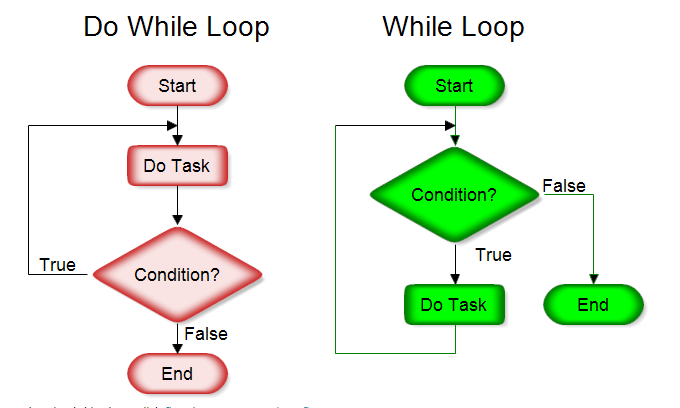 Do While Loop
Start
Do Task
True
Condition?
False
End
While Loop
Start
Condition?
False
True
Do Task
End